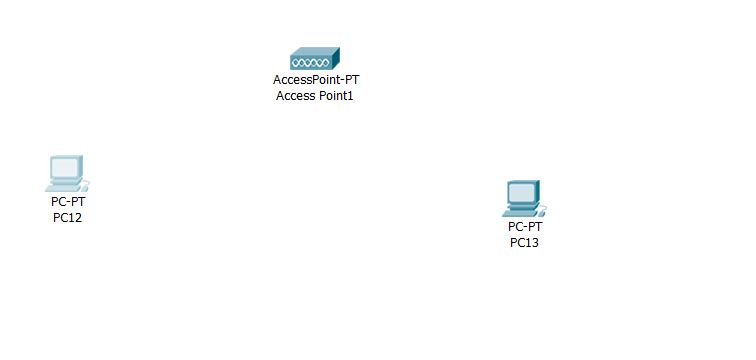 AccessPoint-PT
Access Point1
PC-PT
PC12
PC-PT
PC13